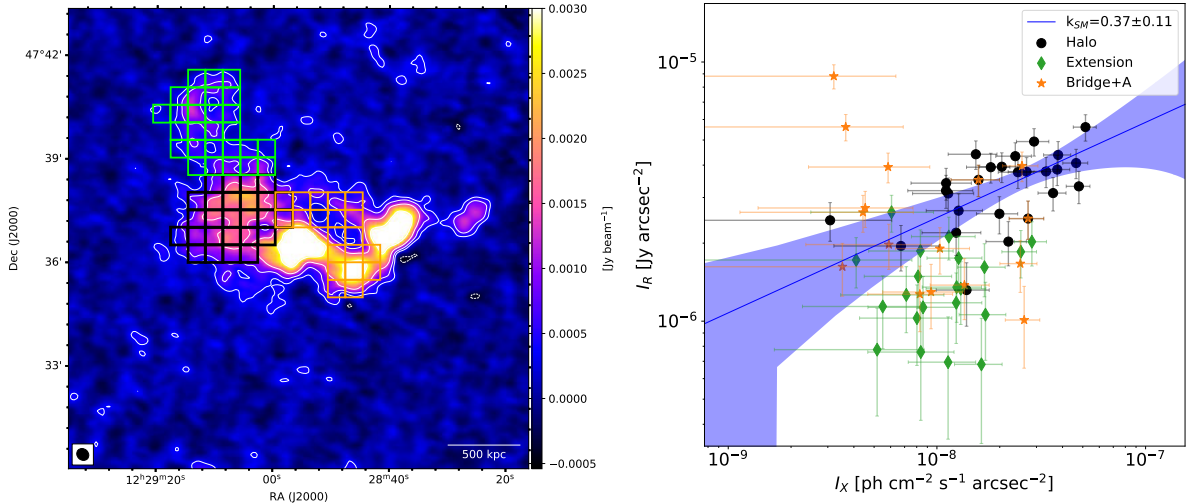 47°42'
39'
36'
33'
Dec (J2000)
12ʰ29ᵐ20ˢ
00ˢ
28ᵐ40ˢ
20ˢ
RA (J2000)
500 kpc
0.0030
0.0025
0.0020
0.0015
0.0010
0.0005
0.0000
−0.0005
[Jy beam⁻¹]
k_SM=0.37±0.11
Halo
Extension
Bridge+A
10⁻⁵
10⁻⁶
I_R [Jy arcsec⁻²]
10⁻⁹
10⁻⁸
10⁻⁷
I_X [ph cm⁻² s⁻¹ arcsec⁻²]